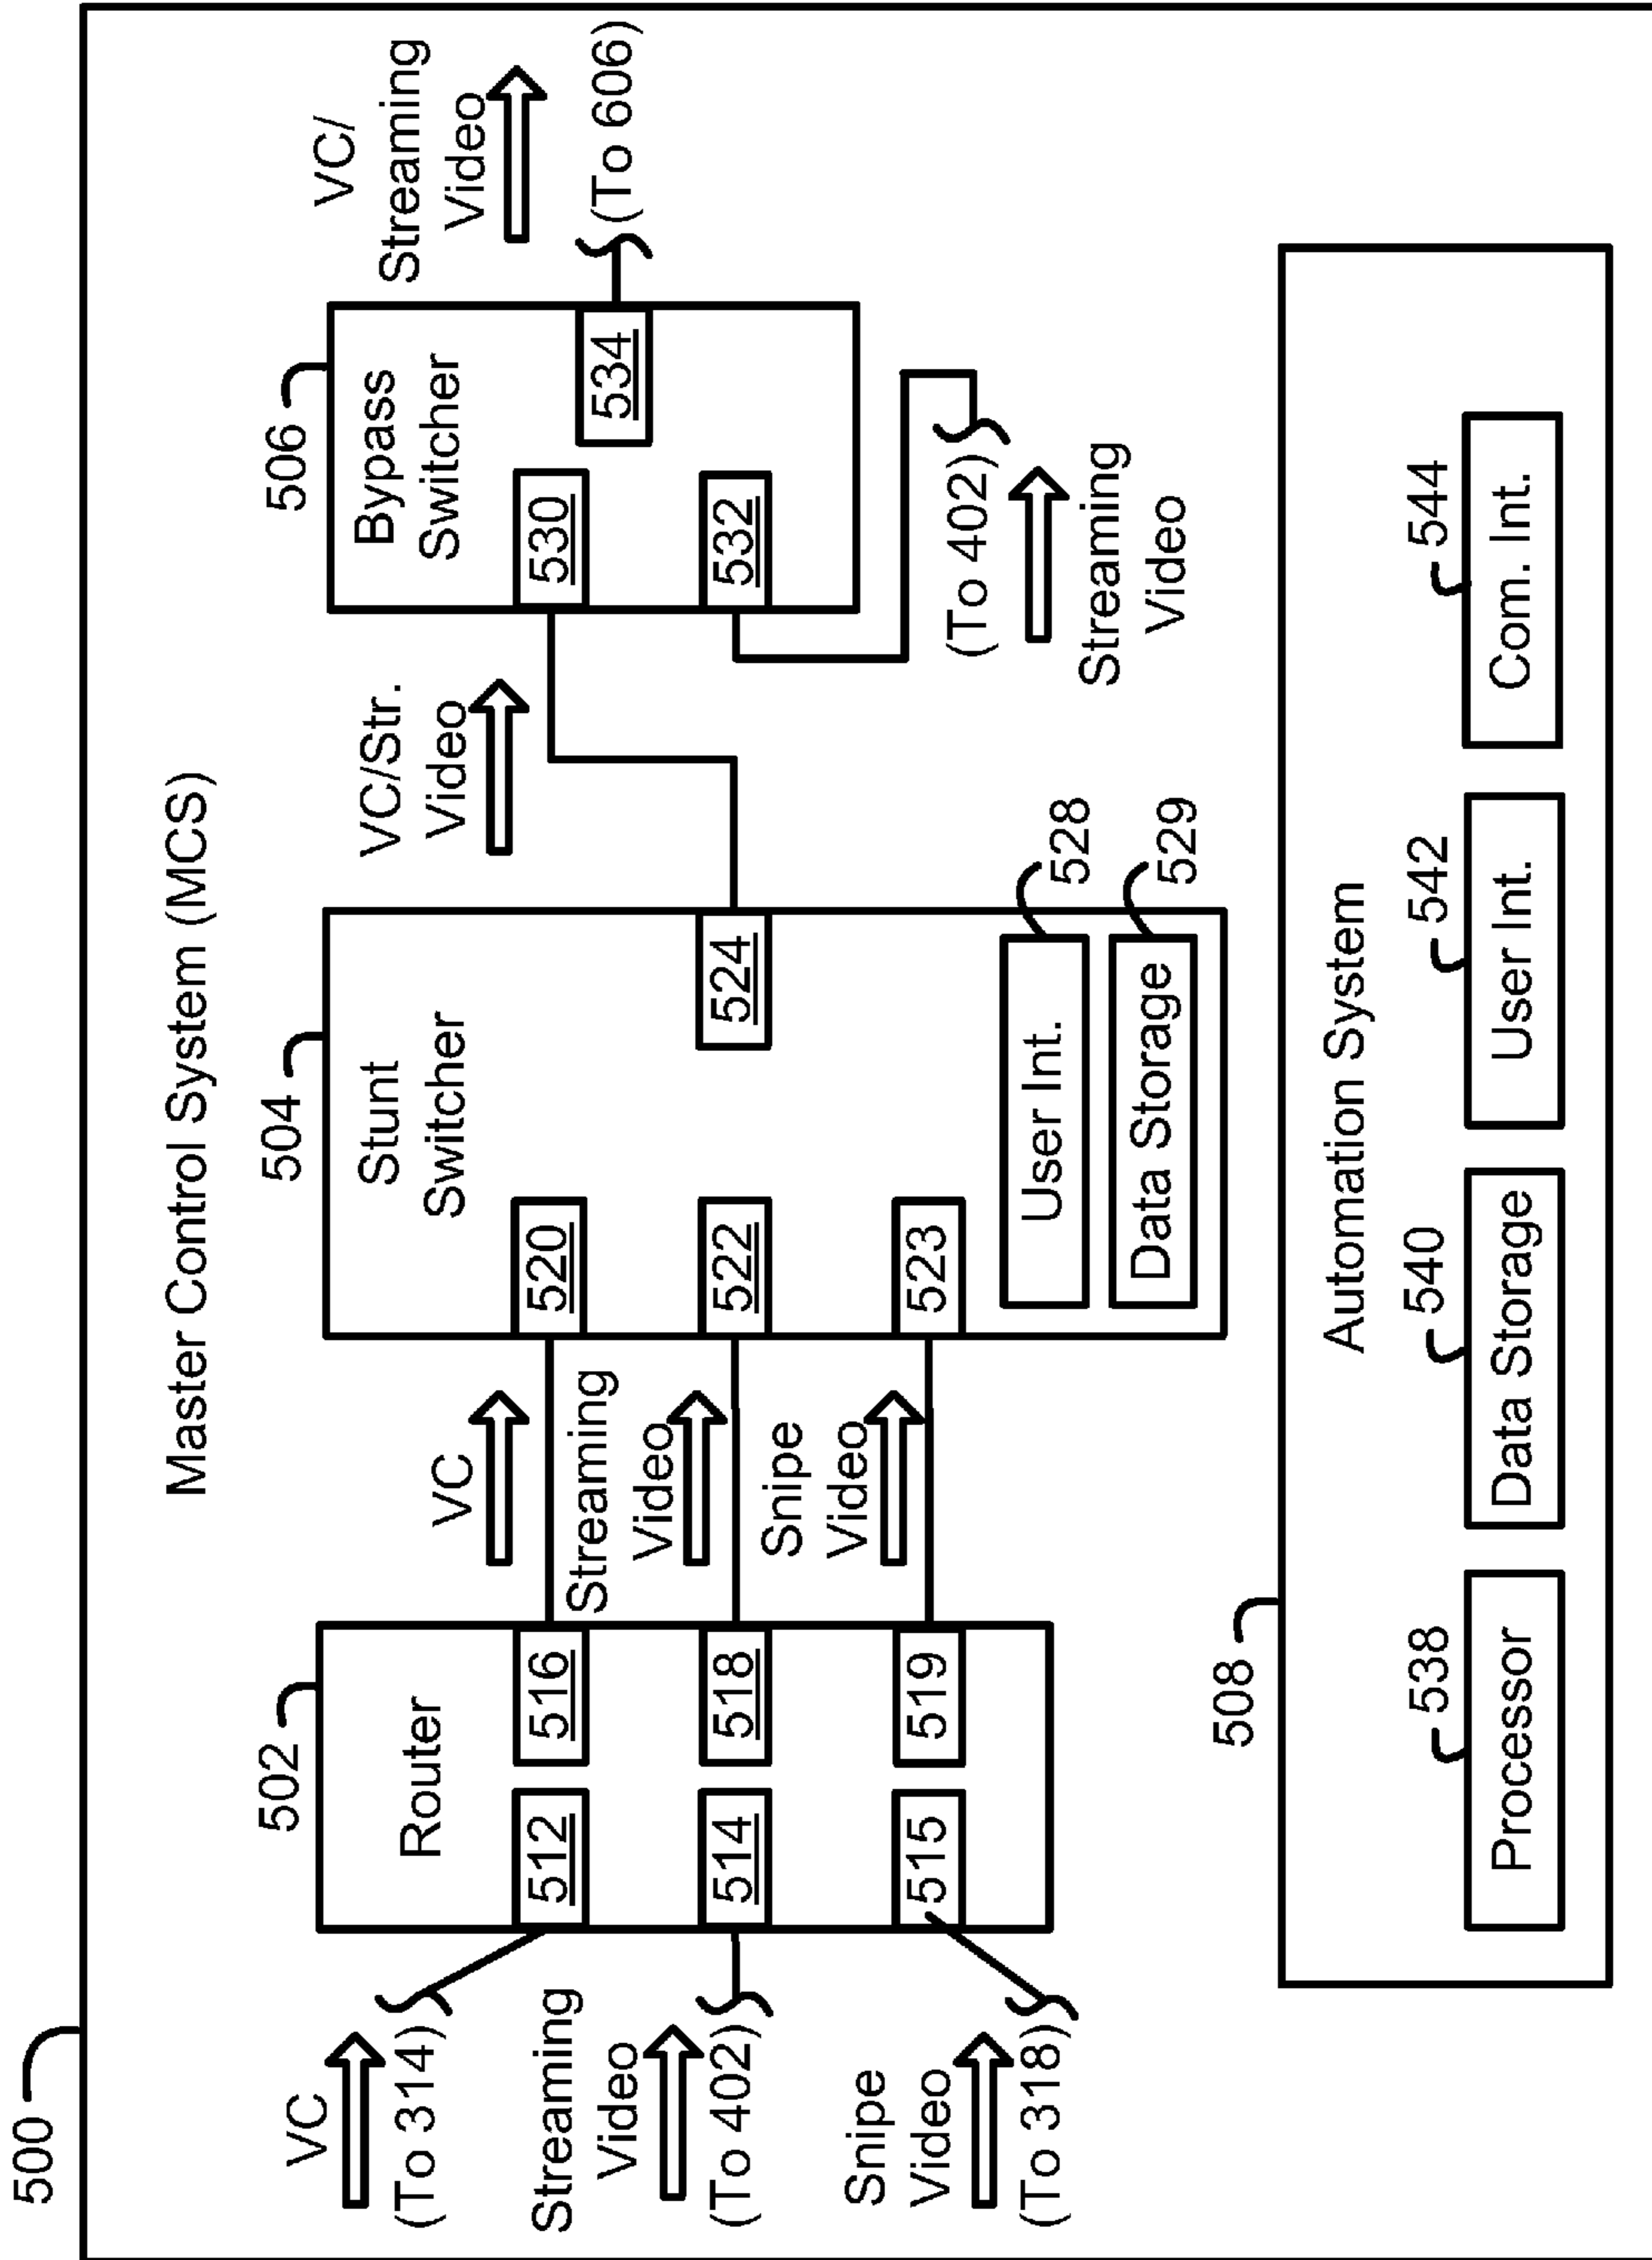 500
Master Control System (MCS)
VC
(To 314)
Streaming
Video
(To 402)
Snipe
Video
(To 318)
502
Router
512
516
514
518
515
519
VC
Streaming
Video
Snipe
Video
504
Stunt
Switcher
520
522
523
524
User Int.
528
Data Storage
529
VC/Str.
Video
506
Bypass
Switcher
530
532
534
VC/
Streaming
Video
(To 606)
(To 402)
Streaming
Video
508
Automation System
538
Processor
540
Data Storage
542
User Int.
544
Com. Int.